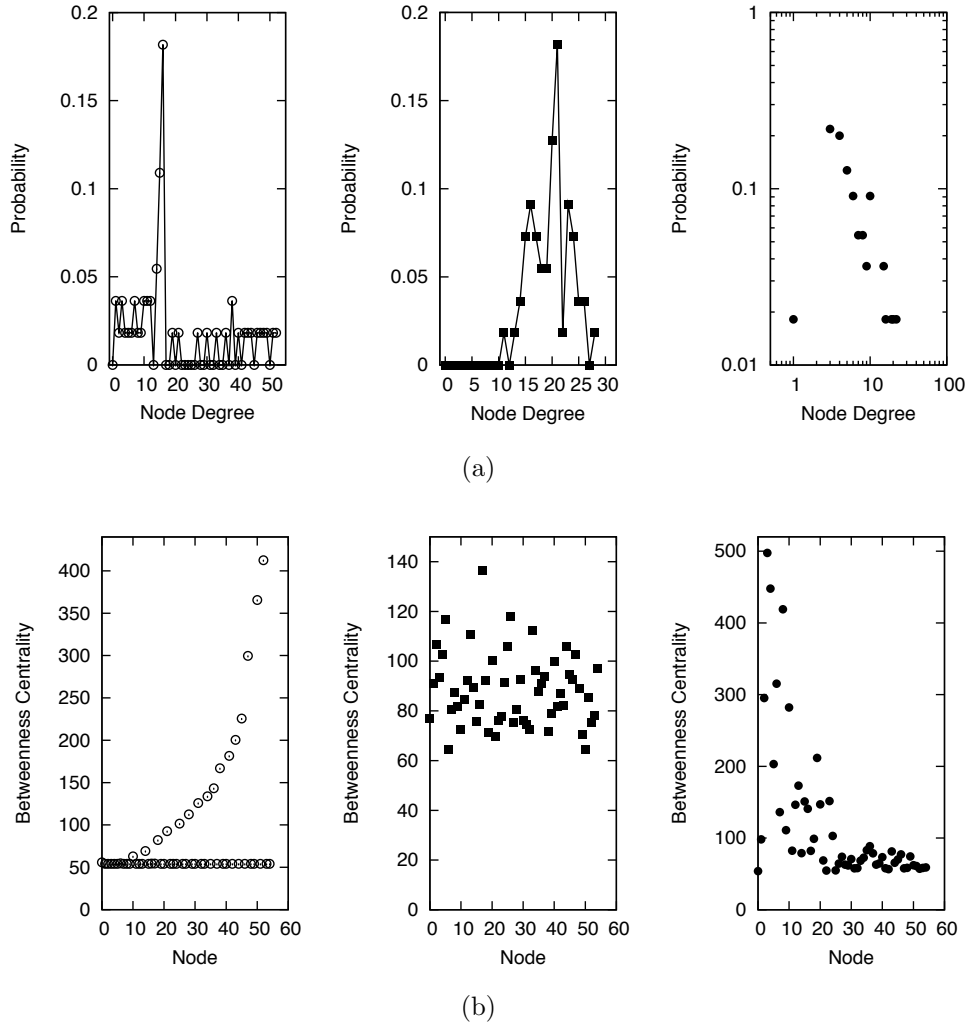 0.2
0.15
0.1
0.05
0
Probability
0 10 20 30 40 50
Node Degree
0.2
0.15
0.1
0.05
0
Probability
0 5 10 15 20 25 30
Node Degree
1
0.1
0.01
Probability
1 10 100
Node Degree
(a)
400
350
300
250
200
150
100
50
0
Betweenness Centrality
0 10 20 30 40 50 60
Node
140
120
100
80
60
40
20
0
Betweenness Centrality
0 10 20 30 40 50 60
Node
500
400
300
200
100
0
Betweenness Centrality
0 10 20 30 40 50 60
Node
(b)